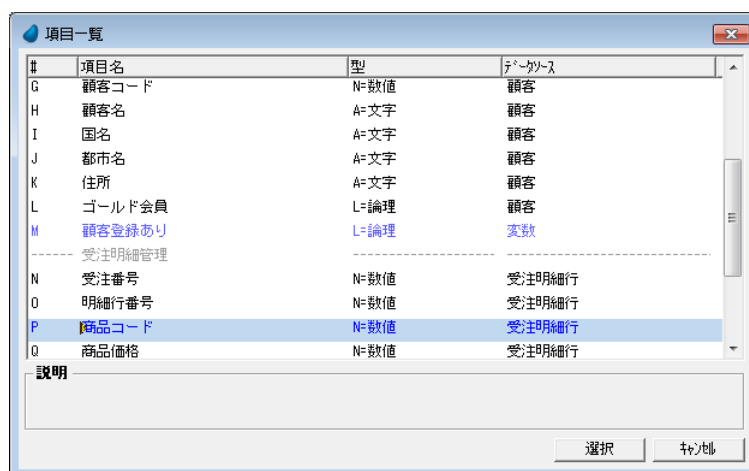 項目一覧
# 項目名 型 ﾃﾞｰﾀｿｰｽ
G 顧客コード N=数値 顧客
H 顧客名 A=文字 顧客
I 国名 A=文字 顧客
J 都市名 A=文字 顧客
K 住所 A=文字 顧客
L ゴールド会員 L=論理 顧客
M 顧客登録あり L=論理 変数
------ 受注明細管理 ------------------ ------------------------
N 受注番号 N=数値 受注明細行
O 明細行番号 N=数値 受注明細行
P 商品コード N=数値 受注明細行
Q 商品価格 N=数値 受注明細行
説明
選択 ｷｬﾝｾﾙ